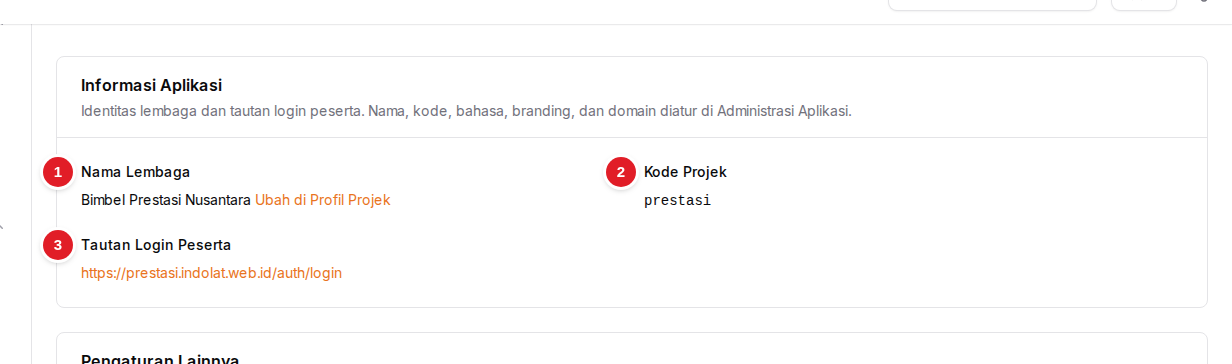 Informasi Aplikasi
Identitas lembaga dan tautan login peserta. Nama, kode, bahasa, branding, dan domain diatur di Administrasi Aplikasi.
1 Nama Lembaga
Bimbel Prestasi Nusantara Ubah di Profil Projek
2 Kode Projek
prestasi
3 Tautan Login Peserta
https://prestasi.indolat.web.id/auth/login
Pengaturan Lainnya